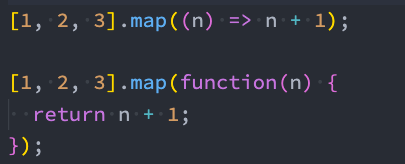 [1, 2, 3].map((n) => n + 1);
[1, 2, 3].map(function(n) {
  return n + 1;
});